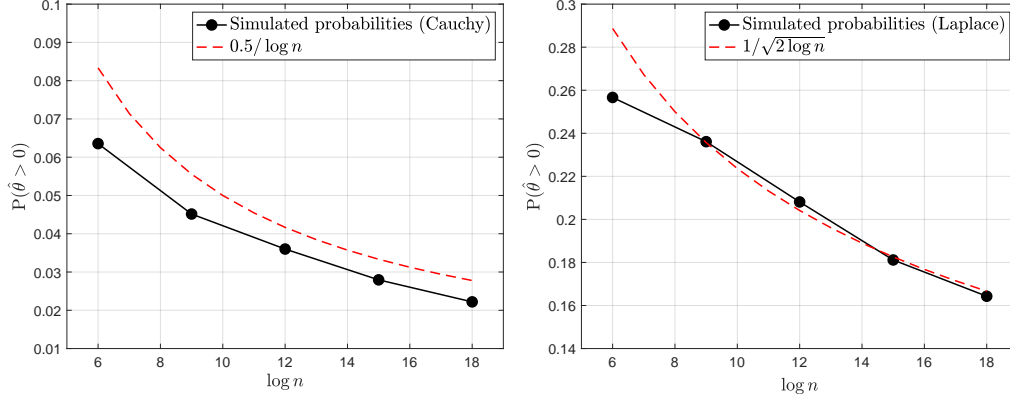 0.1
0.09
0.08
0.07
0.06
0.05
0.04
0.03
0.02
0.01
P(θ̂ > 0)
6 8 10 12 14 16 18
log n
Simulated probabilities (Cauchy)
0.5/ log n
0.3
0.28
0.26
0.24
0.22
0.2
0.18
0.16
0.14
P(θ̂ > 0)
6 8 10 12 14 16 18
log n
Simulated probabilities (Laplace)
1/√(2 log n)